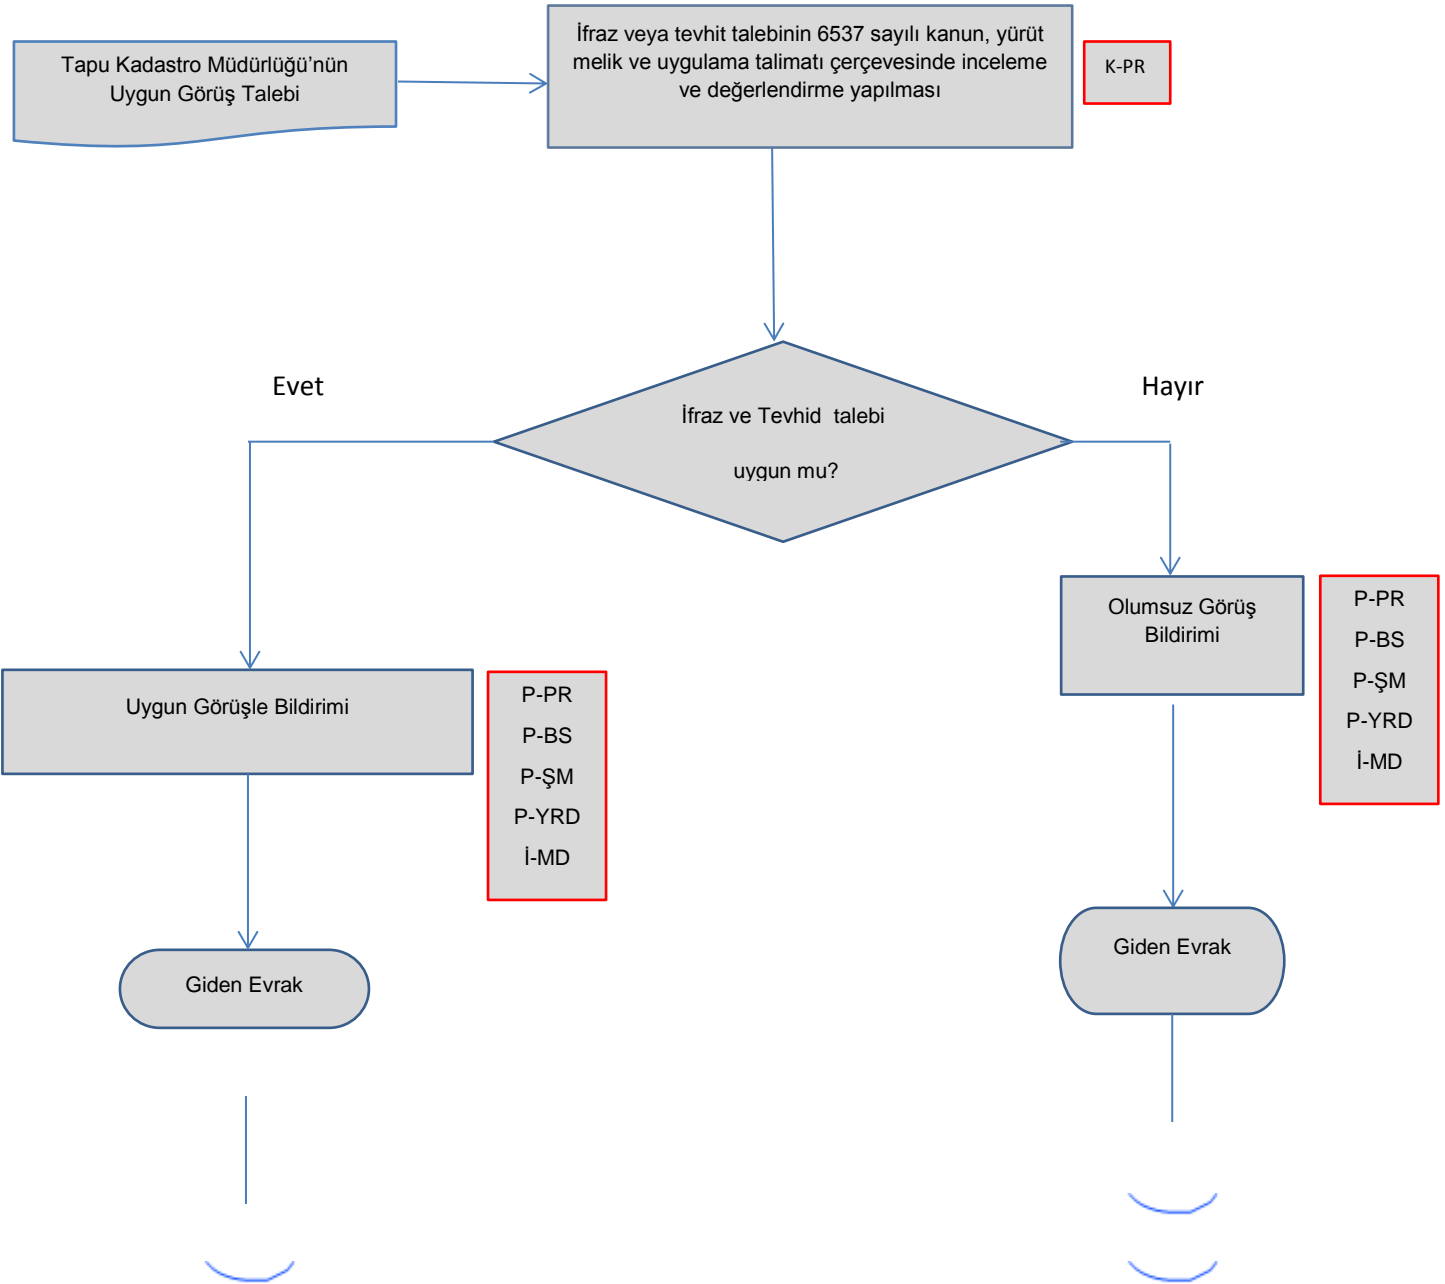 Tapu Kadastro Müdürlüğü’nün
Uygun Görüş Talebi
İfraz veya tevhit talebinin 6537 sayılı kanun, yürüt
melik ve uygulama talimatı çerçevesinde inceleme
ve değerlendirme yapılması
K-PR
Evet
Hayır
İfraz ve Tevhid talebi
uygun mu?
Olumsuz Görüş
Bildirimi
P-PR
P-BS
P-ŞM
P-YRD
İ-MD
Uygun Görüşle Bildirimi
P-PR
P-BS
P-ŞM
P-YRD
İ-MD
Giden Evrak
Giden Evrak